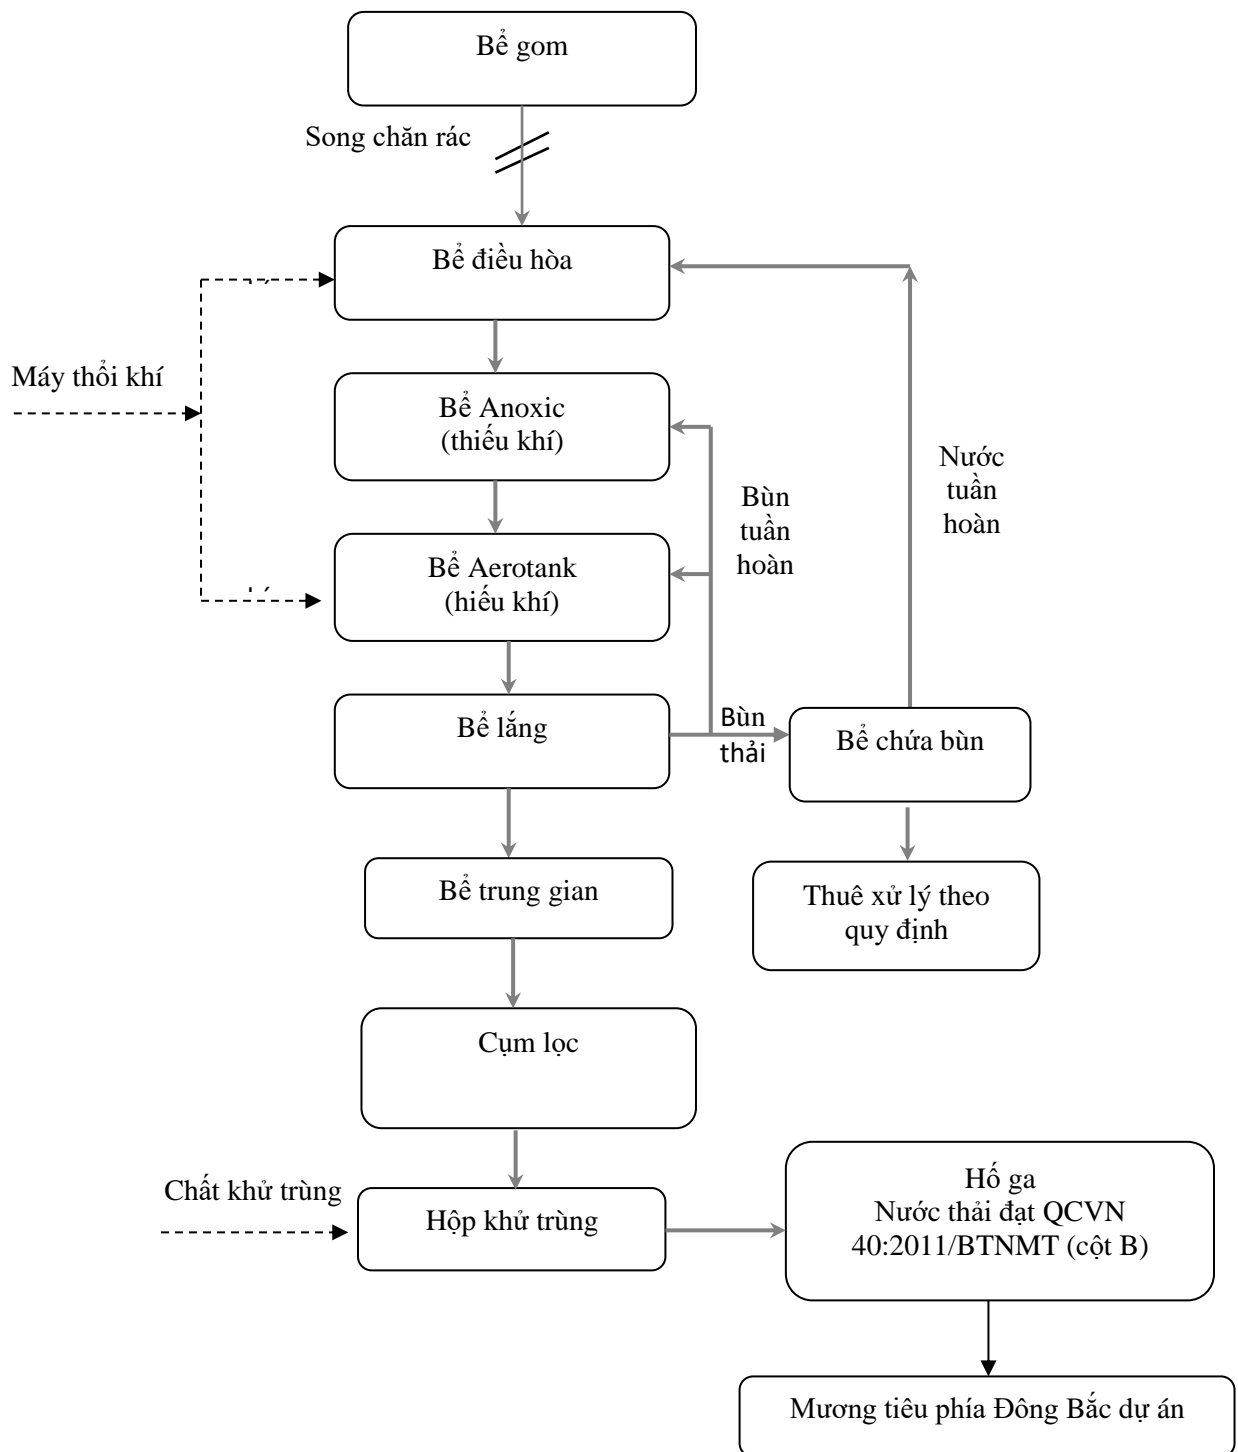 Bể gom
Song chăn rác
Bể điều hòa
Máy thổi khí
Bể Anoxic
(thiếu khí)
Nước
tuần
hoàn
Bùn
tuần
hoàn
Bể Aerotank
(hiếu khí)
Bể lắng
Bùn
thải
Bể chứa bùn
Bể trung gian
Thuê xử lý theo
quy định
Cụm lọc
Chất khử trùng
Hộp khử trùng
Hố ga
Nước thải đạt QCVN
40:2011/BTNMT (cột B)
Mương tiêu phía Đông Bắc dự án